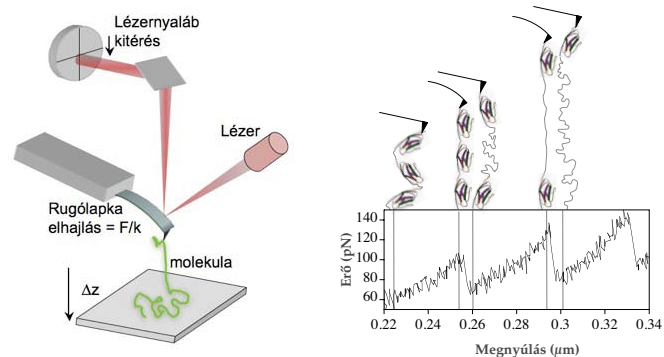 Lézernyaláb
kitérés
Lézer
Rugólapka
elhajlás = F/k
molekula
Δz
Erő (pN)
140
120
100
80
60
0.22
0.24
0.26
0.28
0.3
0.32
0.34
Megnyúlás (µm)